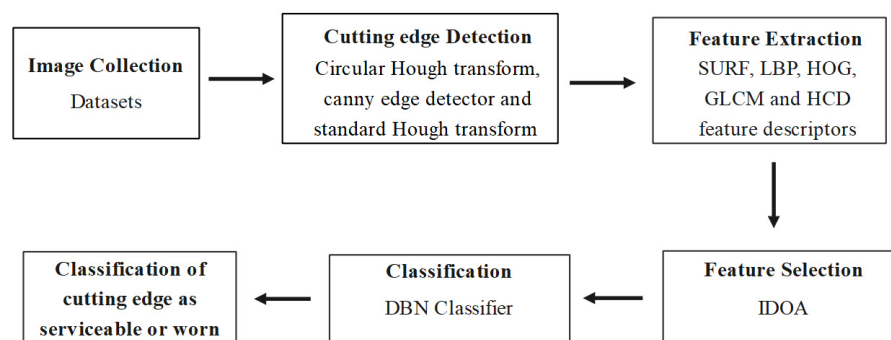 Image Collection
Datasets
Cutting edge Detection
Circular Hough transform,
canny edge detector and
standard Hough transform
Feature Extraction
SURF, LBP, HOG,
GLCM and HCD
feature descriptors
Feature Selection
IDOA
Classification
DBN Classifier
Classification of
cutting edge as
serviceable or worn